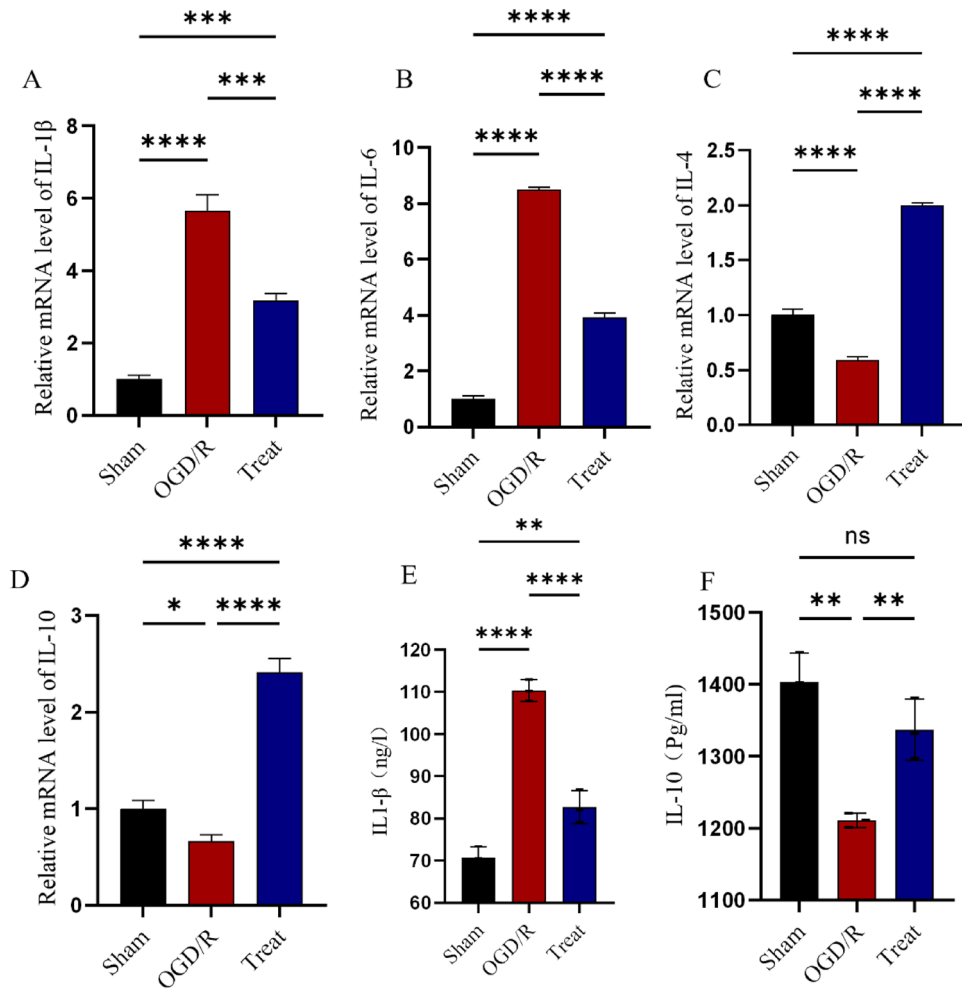 A
***
***
****
Relative mRNA level of IL-1β
8
6
4
2
0
Sham
OGD/R
Treat
B
****
****
****
Relative mRNA level of IL-6
10
8
6
4
2
0
Sham
OGD/R
Treat
C
****
****
****
Relative mRNA level of IL-4
2.5
2.0
1.5
1.0
0.5
0.0
Sham
OGD/R
Treat
D
****
*
****
Relative mRNA level of IL-10
3
2
1
0
Sham
OGD/R
Treat
E
**
****
****
IL1-β（ng/l）
120
110
100
90
80
70
60
Sham
OGD/R
Treat
F
ns
**
**
IL-10（Pg/ml）
1500
1400
1300
1200
1100
Sham
OGD/R
Treat